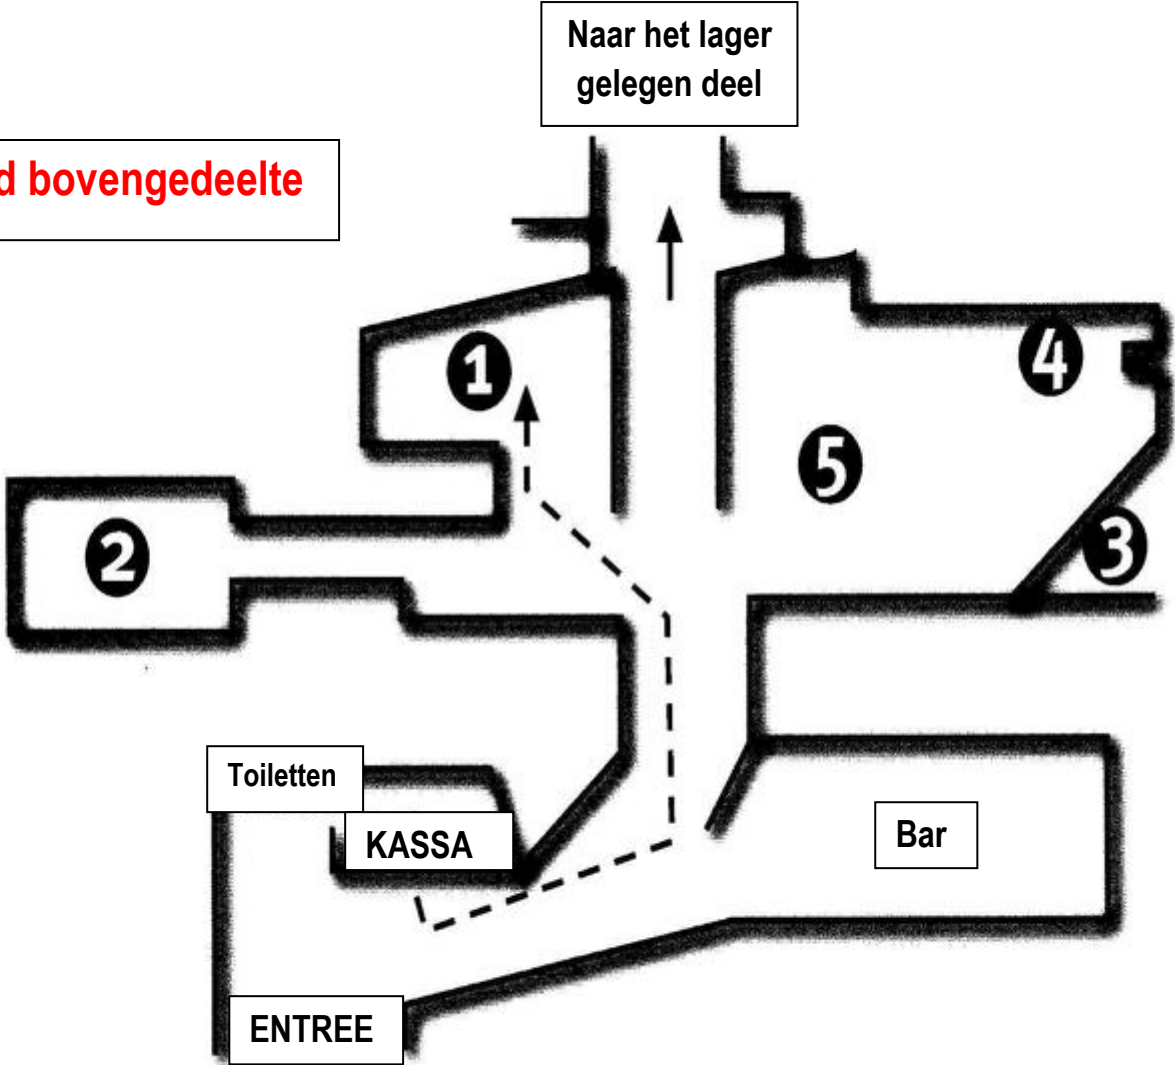 Naar het lager
gelegen deel
d bovengedeelte
1
4
5
2
3
Toiletten
KASSA
Bar
ENTREE